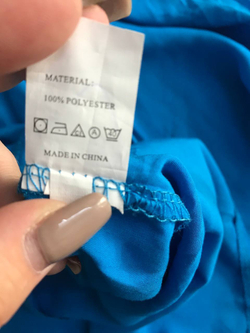 MATERIAL:
100% POLYESTER
MADE IN CHINA